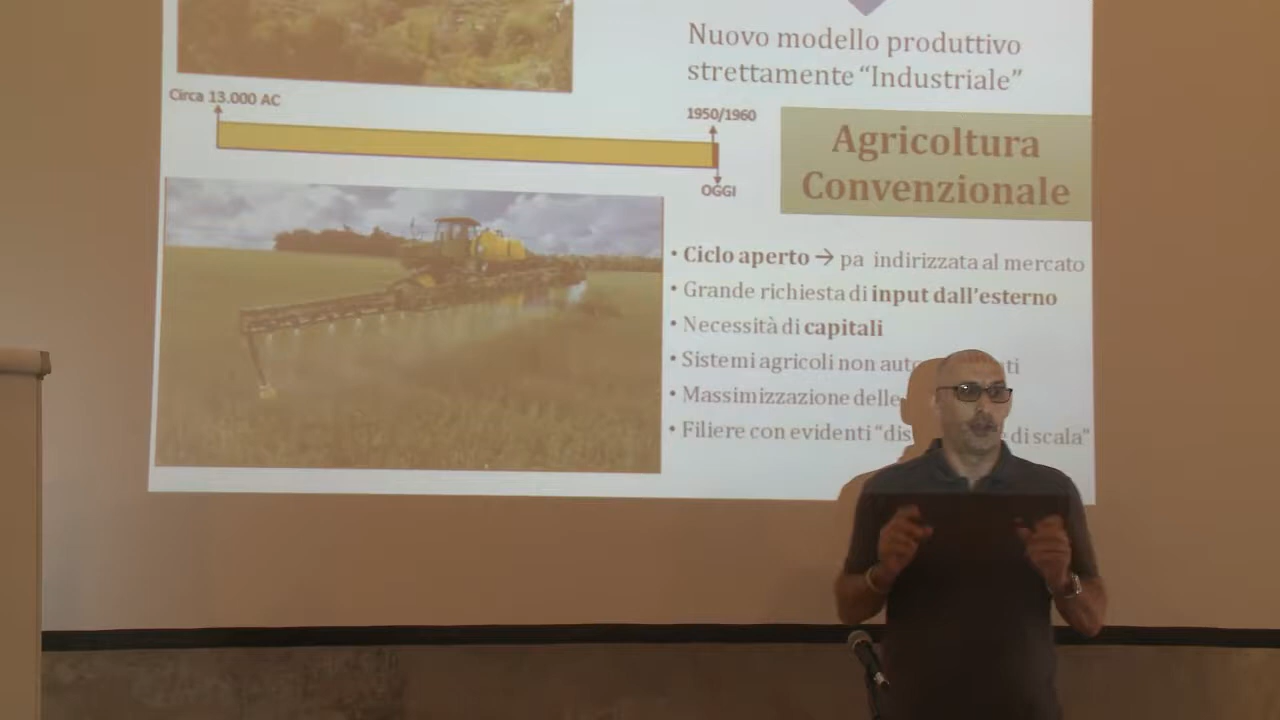 Nuovo modello produttivo
strettamente “Industriale”
Circa 13.000 AC
1950/1960
OGGI
Agricoltura
Convenzionale
• Ciclo aperto → pa indirizzata al mercato
• Grande richiesta di input dall’esterno
• Necessità di capitali
• Sistemi agricoli non
• Massimizzazione delle
• Filiere con evidenti “ di scala”